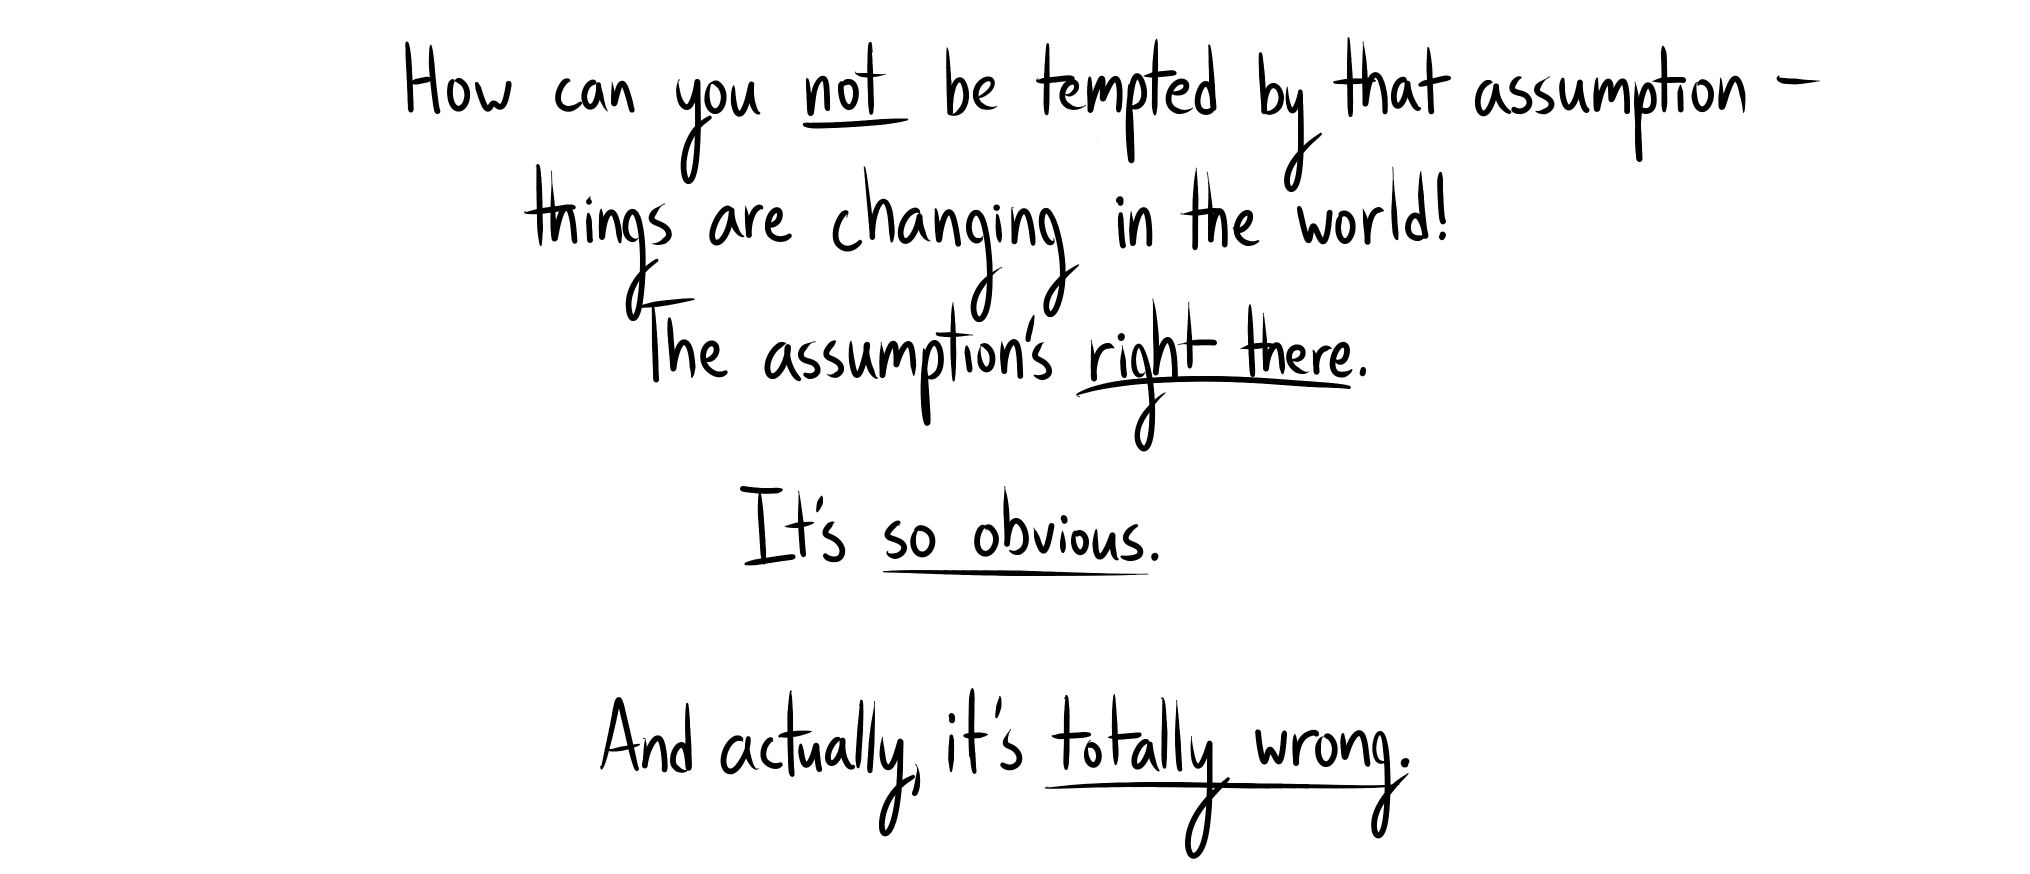 How can you not be tempted by that assumption –
things are changing in the world!
The assumption's right there.
It's so obvious.
And actually, it's totally wrong.